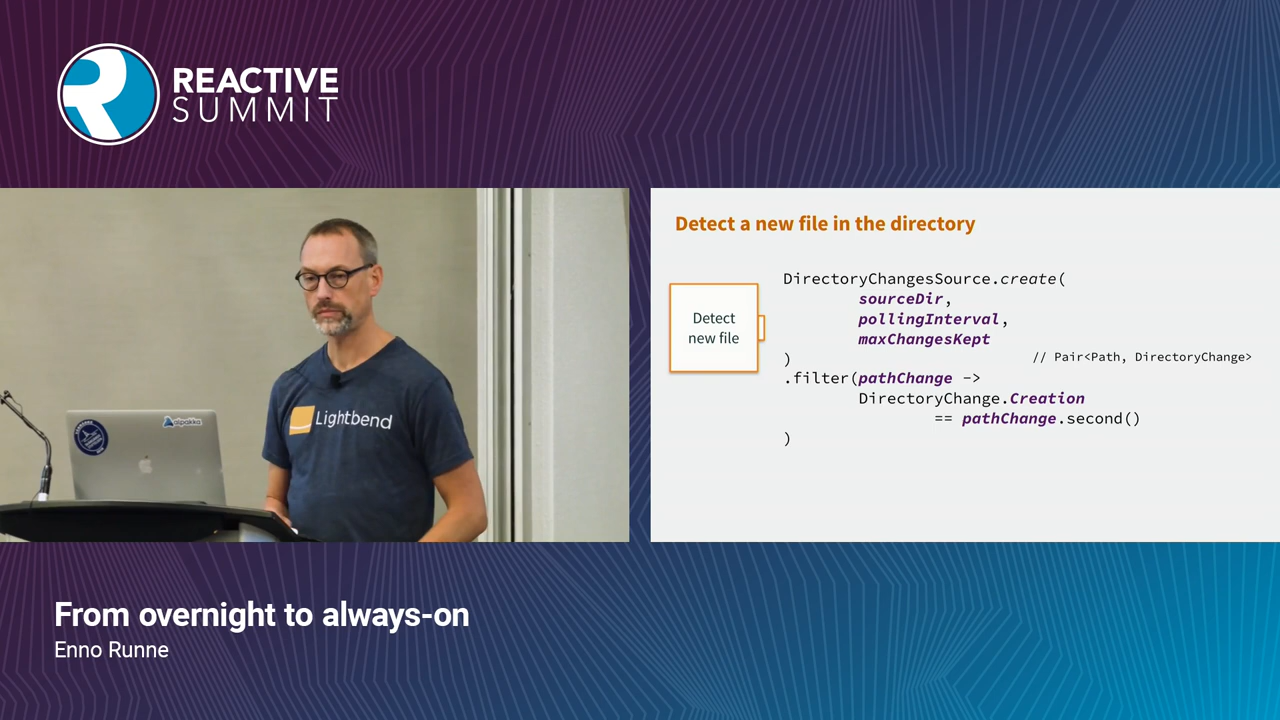 REACTIVE
SUMMIT
Lightbend
alpakka
Detect a new file in the directory
Detect
new file
DirectoryChangesSource.create(
sourceDir,
pollingInterval,
maxChangesKept
)
// Pair<Path, DirectoryChange>
.filter(pathChange ->
DirectoryChange.Creation
== pathChange.second()
)
From overnight to always-on
Enno Runne